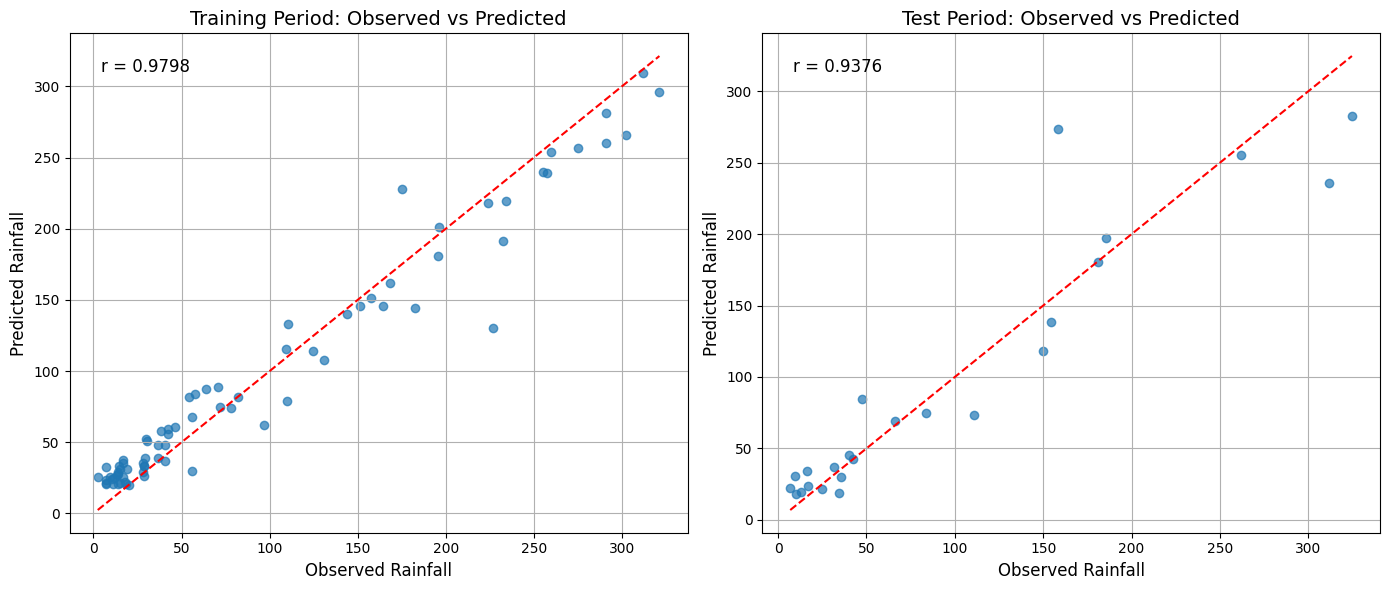 Training Period: Observed vs Predicted
r = 0.9798
300
250
200
150
100
50
0
Predicted Rainfall
0 50 100 150 200 250 300
Observed Rainfall
Test Period: Observed vs Predicted
r = 0.9376
300
250
200
150
100
50
0
Predicted Rainfall
0 50 100 150 200 250 300
Observed Rainfall